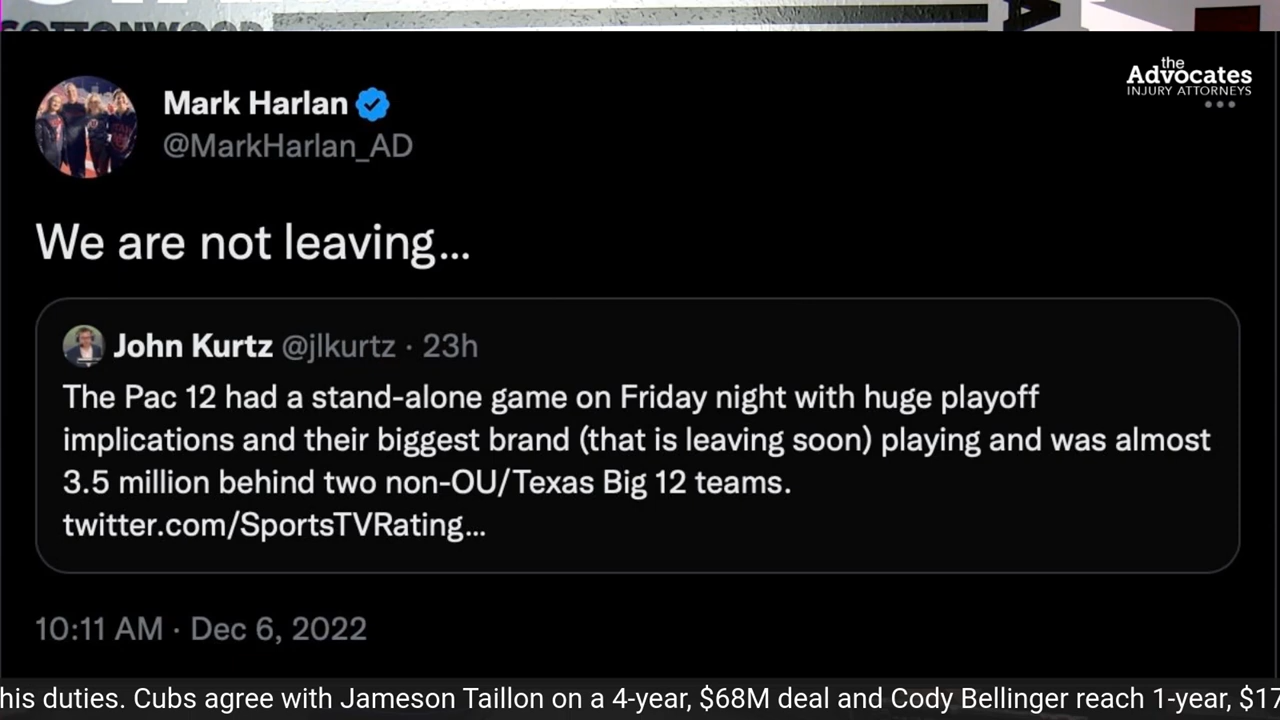 COTTONWOOD
the
Advocates
INJURY ATTORNEYS
Mark Harlan
@MarkHarlan_AD
We are not leaving...
John Kurtz @jlkurtz · 23h
The Pac 12 had a stand-alone game on Friday night with huge playoff
implications and their biggest brand (that is leaving soon) playing and was almost
3.5 million behind two non-OU/Texas Big 12 teams.
twitter.com/SportsTVRating...
10:11 AM · Dec 6, 2022
his duties. Cubs agree with Jameson Taillon on a 4-year, $68M deal and Cody Bellinger reach 1-year, $17